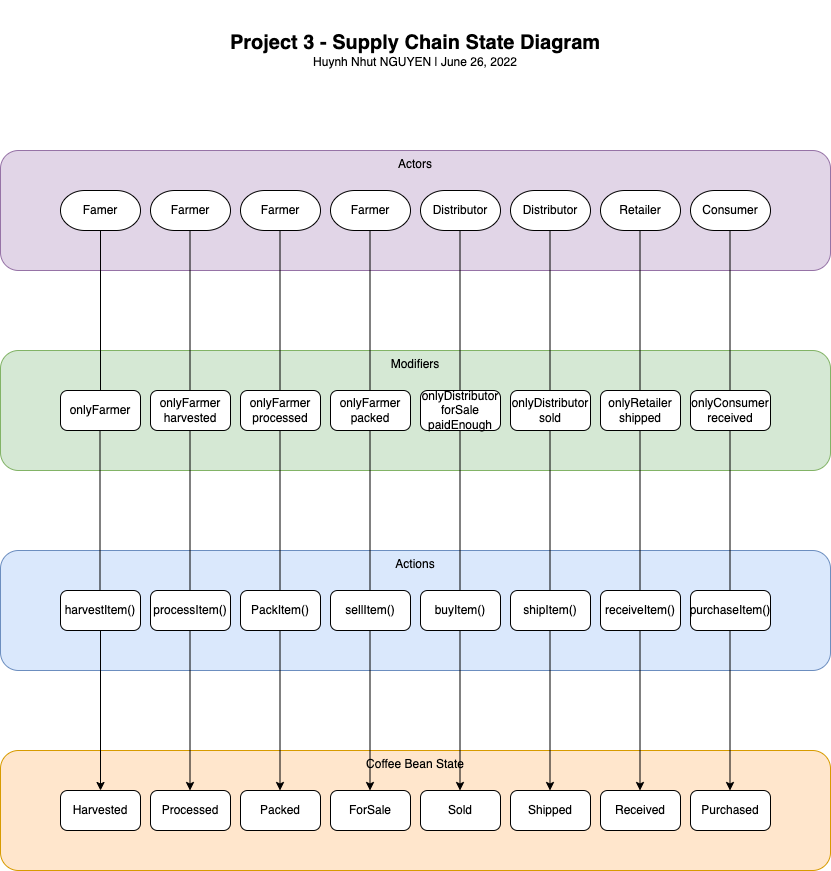 Project 3 - Supply Chain State Diagram
Huynh Nhut NGUYEN | June 26, 2022
Actors
Famer
Farmer
Farmer
Farmer
Distributor
Distributor
Retailer
Consumer
Modifiers
onlyFarmer
onlyFarmer
harvested
onlyFarmer
processed
onlyFarmer
packed
onlyDistributor
forSale
paidEnough
onlyDistributor
sold
onlyRetailer
shipped
onlyConsumer
received
Actions
harvestItem()
processItem()
PackItem()
sellItem()
buyItem()
shipItem()
receiveItem()
purchaseItem()
Coffee Bean State
Harvested
Processed
Packed
ForSale
Sold
Shipped
Received
Purchased